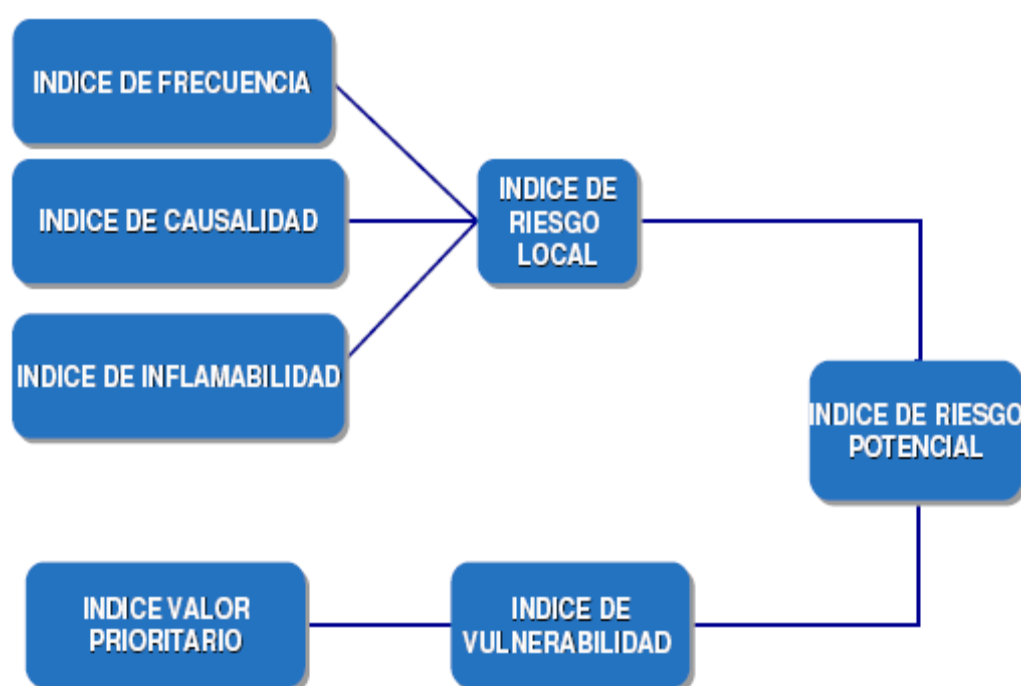 INDICE DE FRECUENCIA
INDICE DE CAUSALIDAD
INDICE DE INFLAMABILIDAD
INDICE DE
RIESGO
LOCAL
INDICE DE RIESGO
POTENCIAL
INDICE VALOR
PRIORITARIO
INDICE DE
VULNERABILIDAD